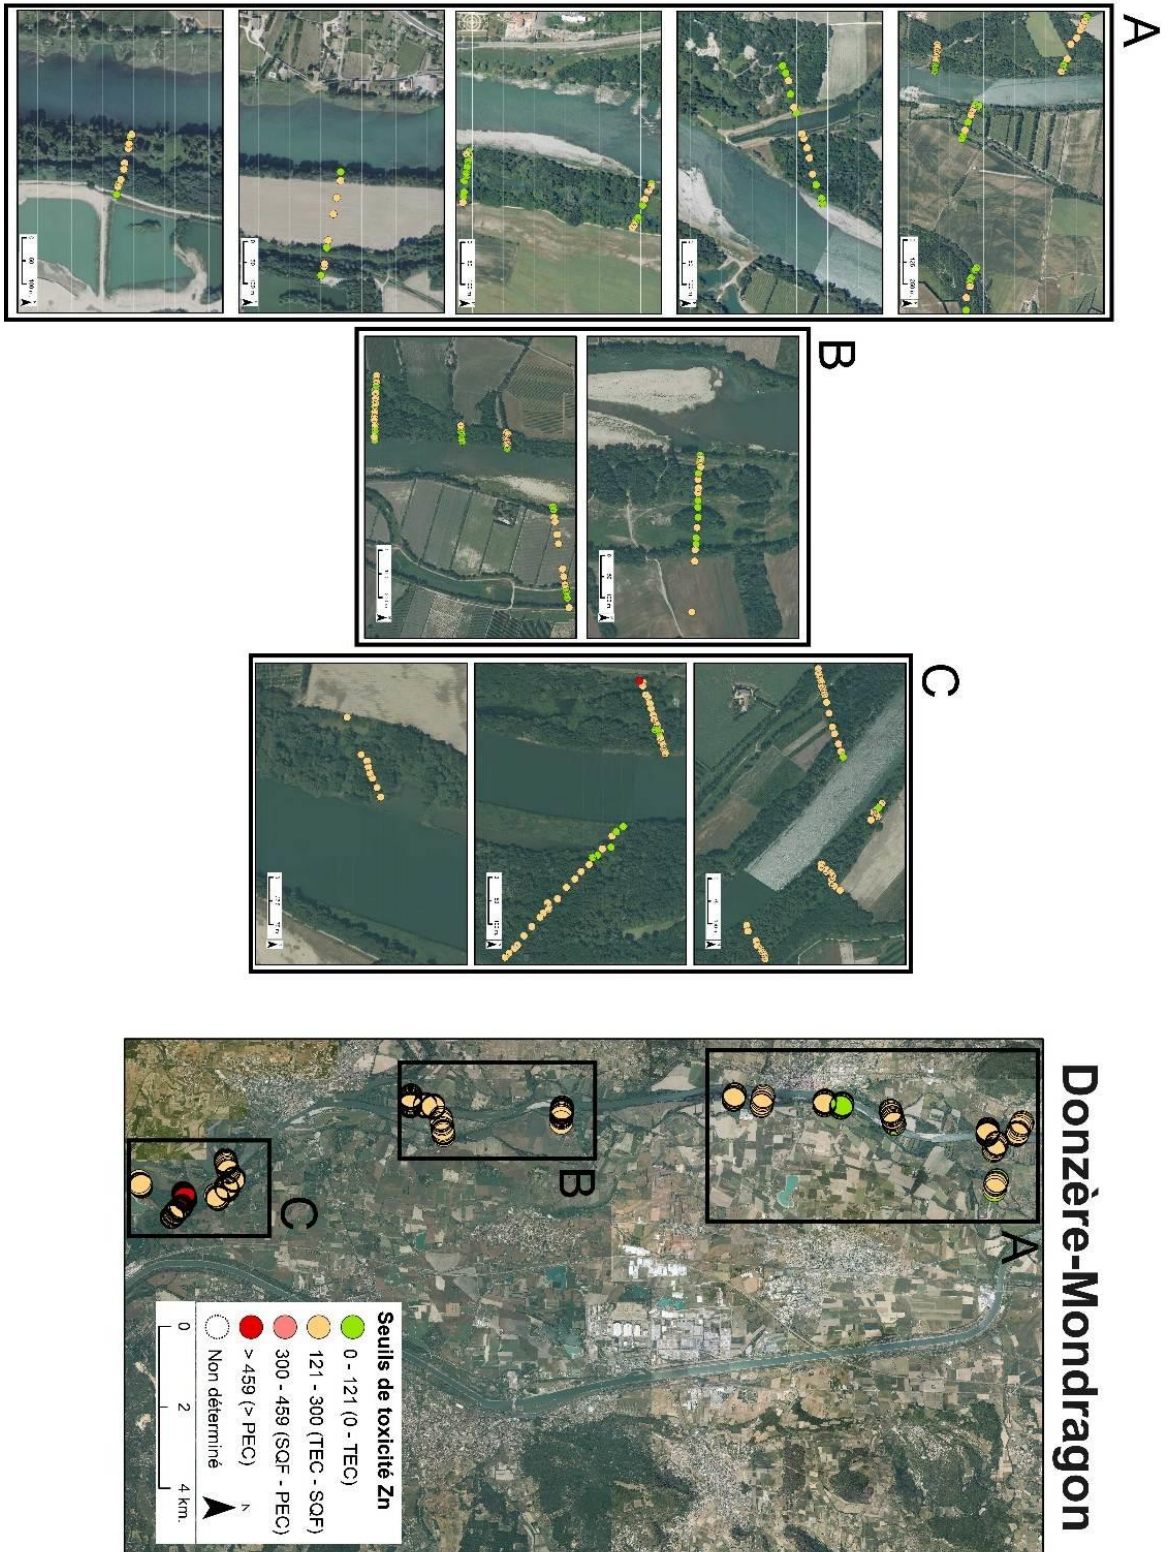 Donzère-Mondragon
A
B
C
A
B
C
Seuils de toxicité Zn
0 - 121 (0 - TEC)
121 - 300 (TEC - SQF)
300 - 459 (SQF - PEC)
> 459 (> PEC)
Non déterminé
0 2 4 km.
N